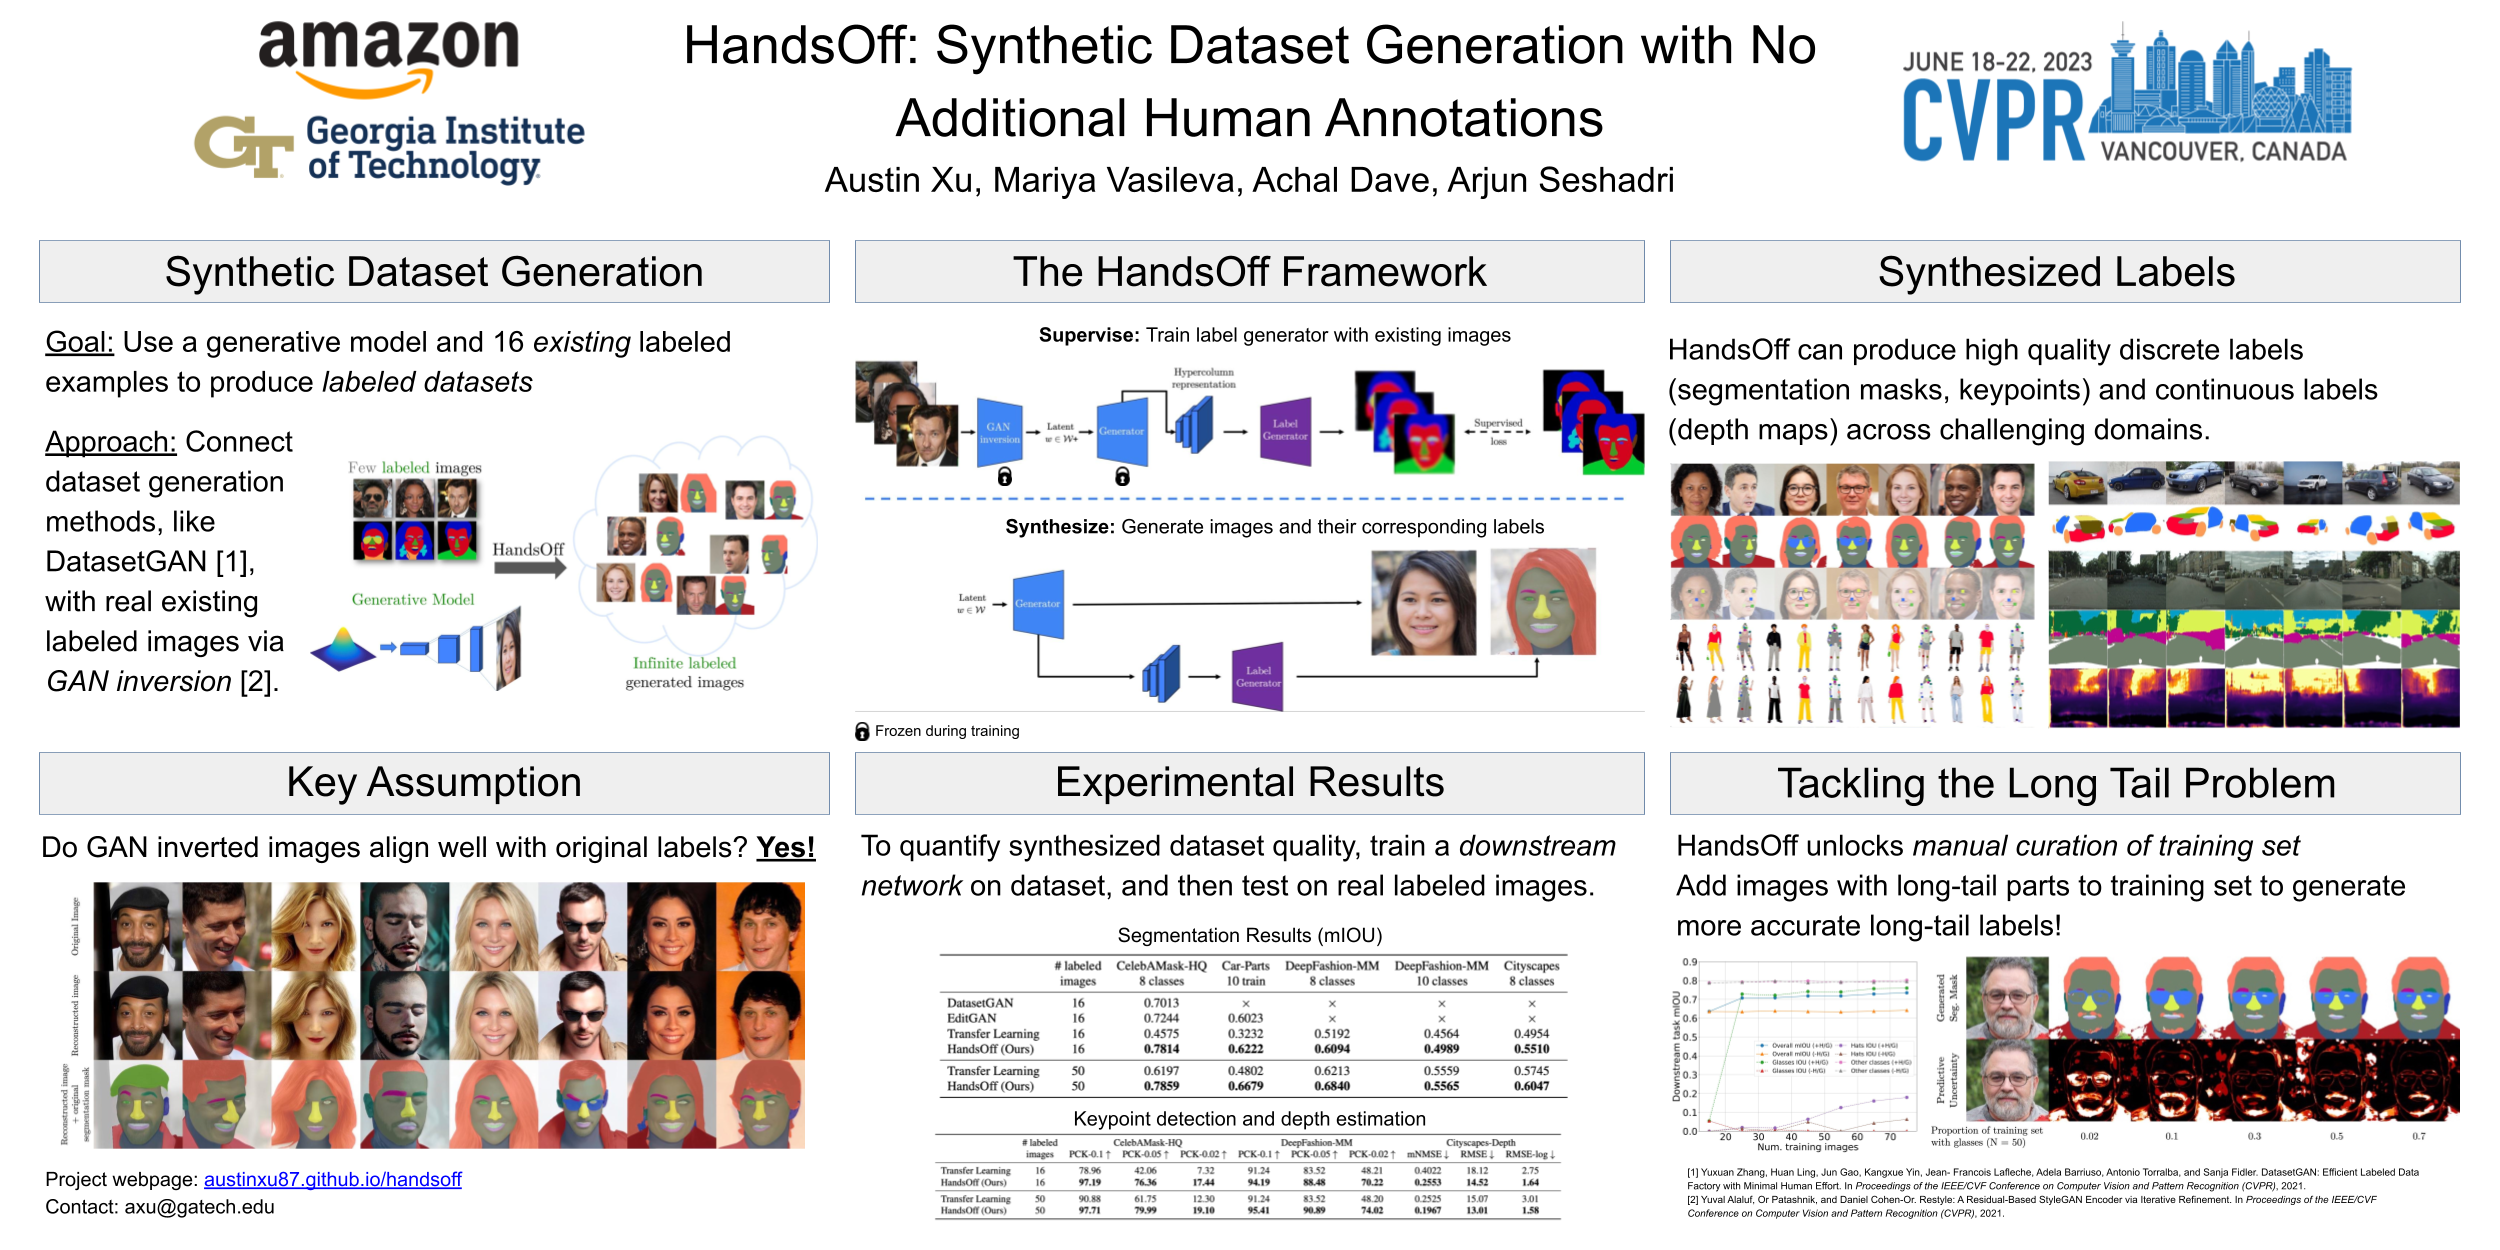 amazon
GT Georgia Institute
of Technology
HandsOff: Synthetic Dataset Generation with No
Additional Human Annotations
Austin Xu, Mariya Vasileva, Achal Dave, Arjun Seshadri
JUNE 18-22, 2023
CVPR
VANCOUVER, CANADA
Synthetic Dataset Generation
Goal: Use a generative model and 16 existing labeled
examples to produce labeled datasets
Approach: Connect
dataset generation
methods, like
DatasetGAN [1],
with real existing
labeled images via
GAN inversion [2].
Few labeled images
HandsOff
Generative Model
Infinite labeled
generated images
The HandsOff Framework
Supervise: Train label generator with existing images
Hypercolumn
representation
GAN
inversion
Latent
w ∈ W+
Generator
Label
Generator
Supervised
loss
Synthesize: Generate images and their corresponding labels
Latent
w ∈ W
Generator
Label
Generator
Frozen during training
Synthesized Labels
HandsOff can produce high quality discrete labels
(segmentation masks, keypoints) and continuous labels
(depth maps) across challenging domains.
Key Assumption
Do GAN inverted images align well with original labels? Yes!
Original Image
Reconstructed image
Reconstructed image
+ original
segmentation mask
Project webpage: austinxu87.github.io/handsoff
Contact: axu@gatech.edu
Experimental Results
To quantify synthesized dataset quality, train a downstream
network on dataset, and then test on real labeled images.
Segmentation Results (mIOU)
# labeled CelebAMask-HQ Car-Parts DeepFashion-MM DeepFashion-MM Cityscapes
images 8 classes 10 train 8 classes 10 classes 8 classes
DatasetGAN 16 0.7013 × × × ×
EditGAN 16 0.7244 0.6023 × × ×
Transfer Learning 16 0.4575 0.3232 0.5192 0.4564 0.4954
HandsOff (Ours) 16 0.7814 0.6222 0.6094 0.4989 0.5510
Transfer Learning 50 0.6197 0.4802 0.6213 0.5559 0.5745
HandsOff (Ours) 50 0.7859 0.6679 0.6840 0.5565 0.6047
Keypoint detection and depth estimation
# labeled CelebAMask-HQ DeepFashion-MM Cityscapes-Depth
images PCK-0.1 ↑ PCK-0.05 ↑ PCK-0.02 ↑ PCK-0.1 ↑ PCK-0.05 ↑ PCK-0.02 ↑ mNMSE ↓ RMSE ↓ RMSE-log ↓
Transfer Learning 16 78.96 42.06 7.32 91.24 83.52 48.21 0.4022 18.12 2.75
HandsOff (Ours) 16 97.19 76.36 17.44 94.19 88.48 70.22 0.2553 14.52 1.64
Transfer Learning 50 90.88 61.75 12.30 91.24 83.52 48.20 0.2525 15.07 3.01
HandsOff (Ours) 50 97.71 79.99 19.10 95.41 90.89 74.02 0.1967 13.01 1.58
Tackling the Long Tail Problem
HandsOff unlocks manual curation of training set
Add images with long-tail parts to training set to generate
more accurate long-tail labels!
Downstream task mIOU
0.9
0.8
0.7
0.6
0.5
0.4
0.3
0.2
0.1
0.0
20 30 40 50 60 70
Num. training images
Overall mIOU (+H/G) Hats IOU (+H/G)
Overall mIOU (-H/G) Hats IOU (-H/G)
Glasses IOU (+H/G) Other classes (+H/G)
Glasses IOU (-H/G) Other classes (-H/G)
Generated
Seg. Mask
Predictive
Uncertainty
Proportion of training set
with glasses (N = 50)
0.02 0.1 0.3 0.5 0.7
[1] Yuxuan Zhang, Huan Ling, Jun Gao, Kangxue Yin, Jean- Francois Lafleche, Adela Barriuso, Antonio Torralba, and Sanja Fidler. DatasetGAN: Efficient Labeled Data
Factory with Minimal Human Effort. In Proceedings of the IEEE/CVF Conference on Computer Vision and Pattern Recognition (CVPR), 2021.
[2] Yuval Alaluf, Or Patashnik, and Daniel Cohen-Or. Restyle: A Residual-Based StyleGAN Encoder via Iterative Refinement. In Proceedings of the IEEE/CVF
Conference on Computer Vision and Pattern Recognition (CVPR), 2021.